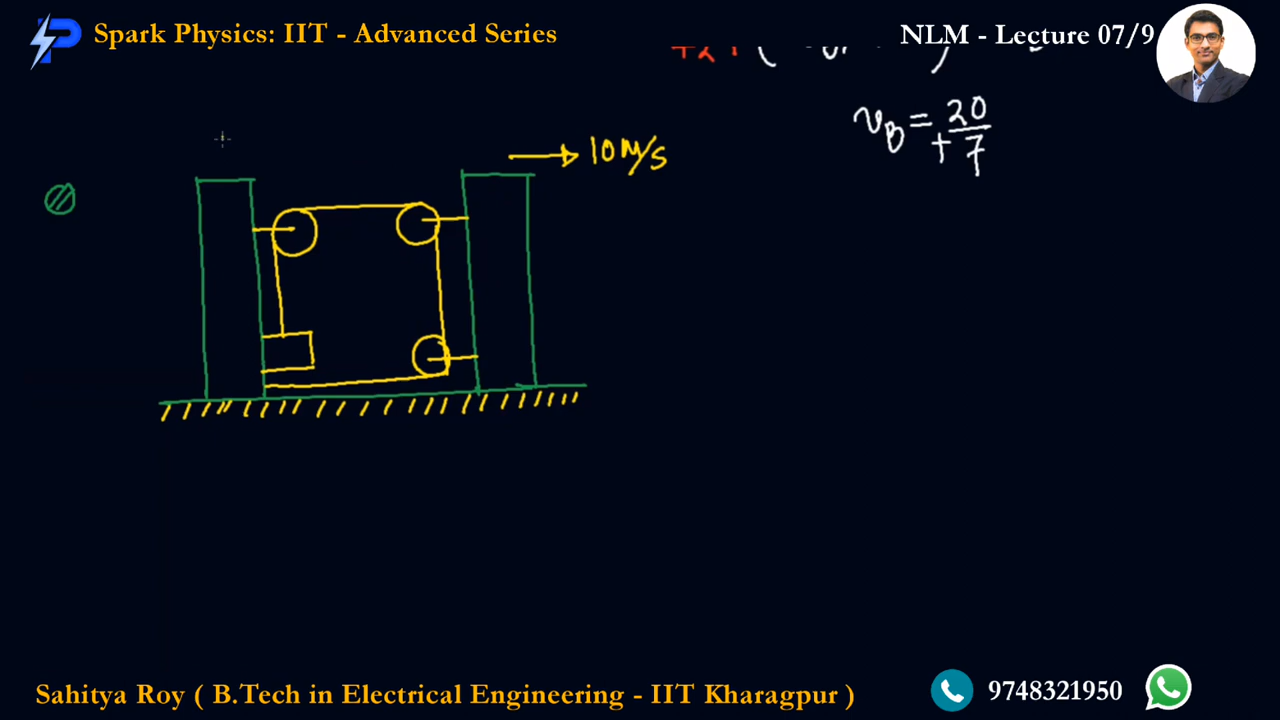 Spark Physics: IIT - Advanced Series
NLM - Lecture 07/9
v_B = + 20/7
10 M/s
Sahitya Roy ( B.Tech in Electrical Engineering - IIT Kharagpur )
9748321950